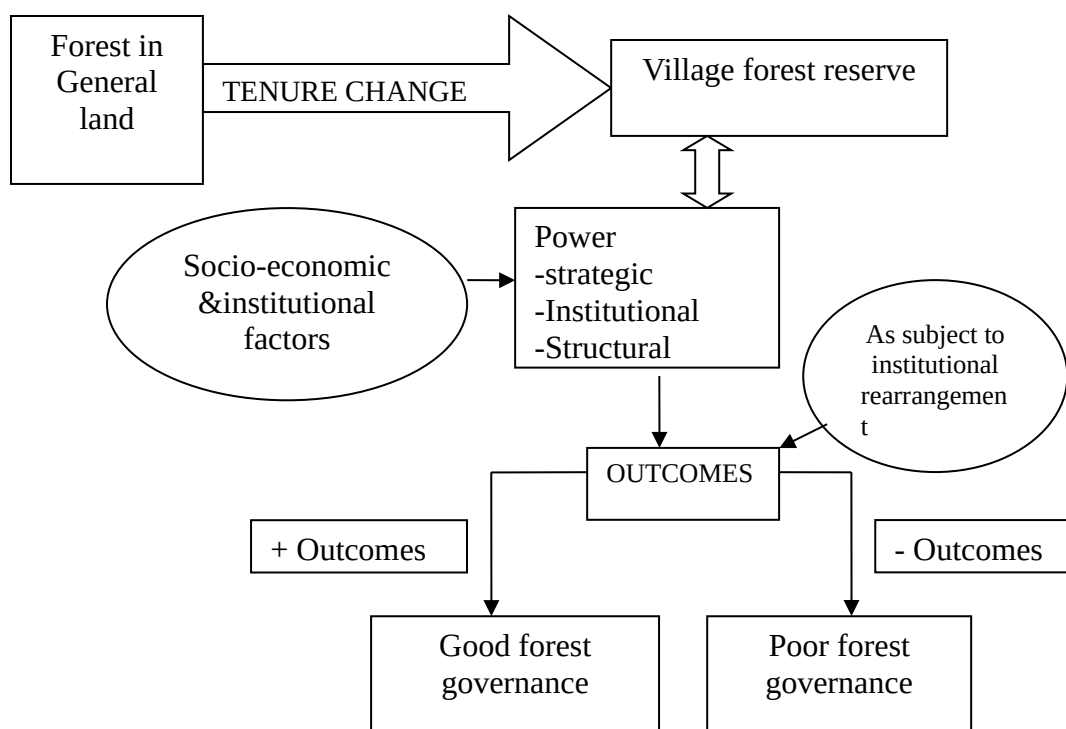 Forest in
General
land
TENURE CHANGE
Village forest reserve
Socio-economic
&institutional
factors
Power
-strategic
-Institutional
-Structural
As subject to
institutional
rearrangemen
t
OUTCOMES
+ Outcomes
- Outcomes
Good forest
governance
Poor forest
governance